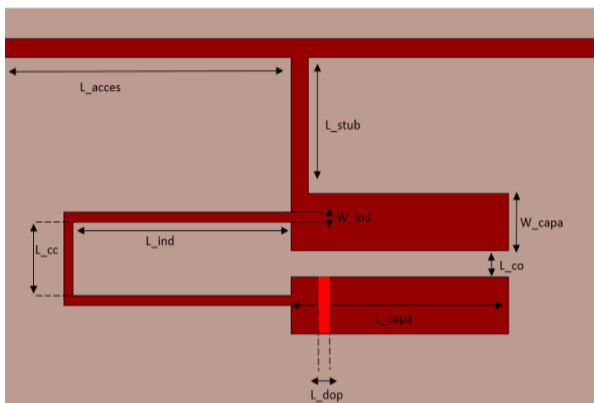 L_acces
L_stub
W_ind
W_capa
L_cc
L_ind
L_co
L_capa
L_dop